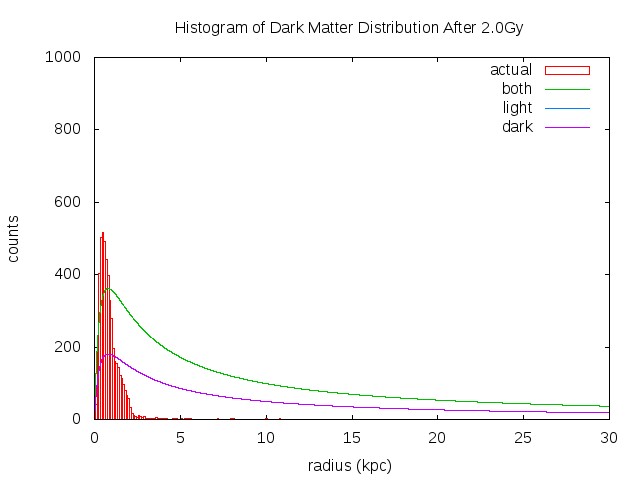 Histogram of Dark Matter Distribution After 2.0Gy
1000
800
600
400
200
0
counts
actual
both
light
dark
0 5 10 15 20 25 30
radius (kpc)